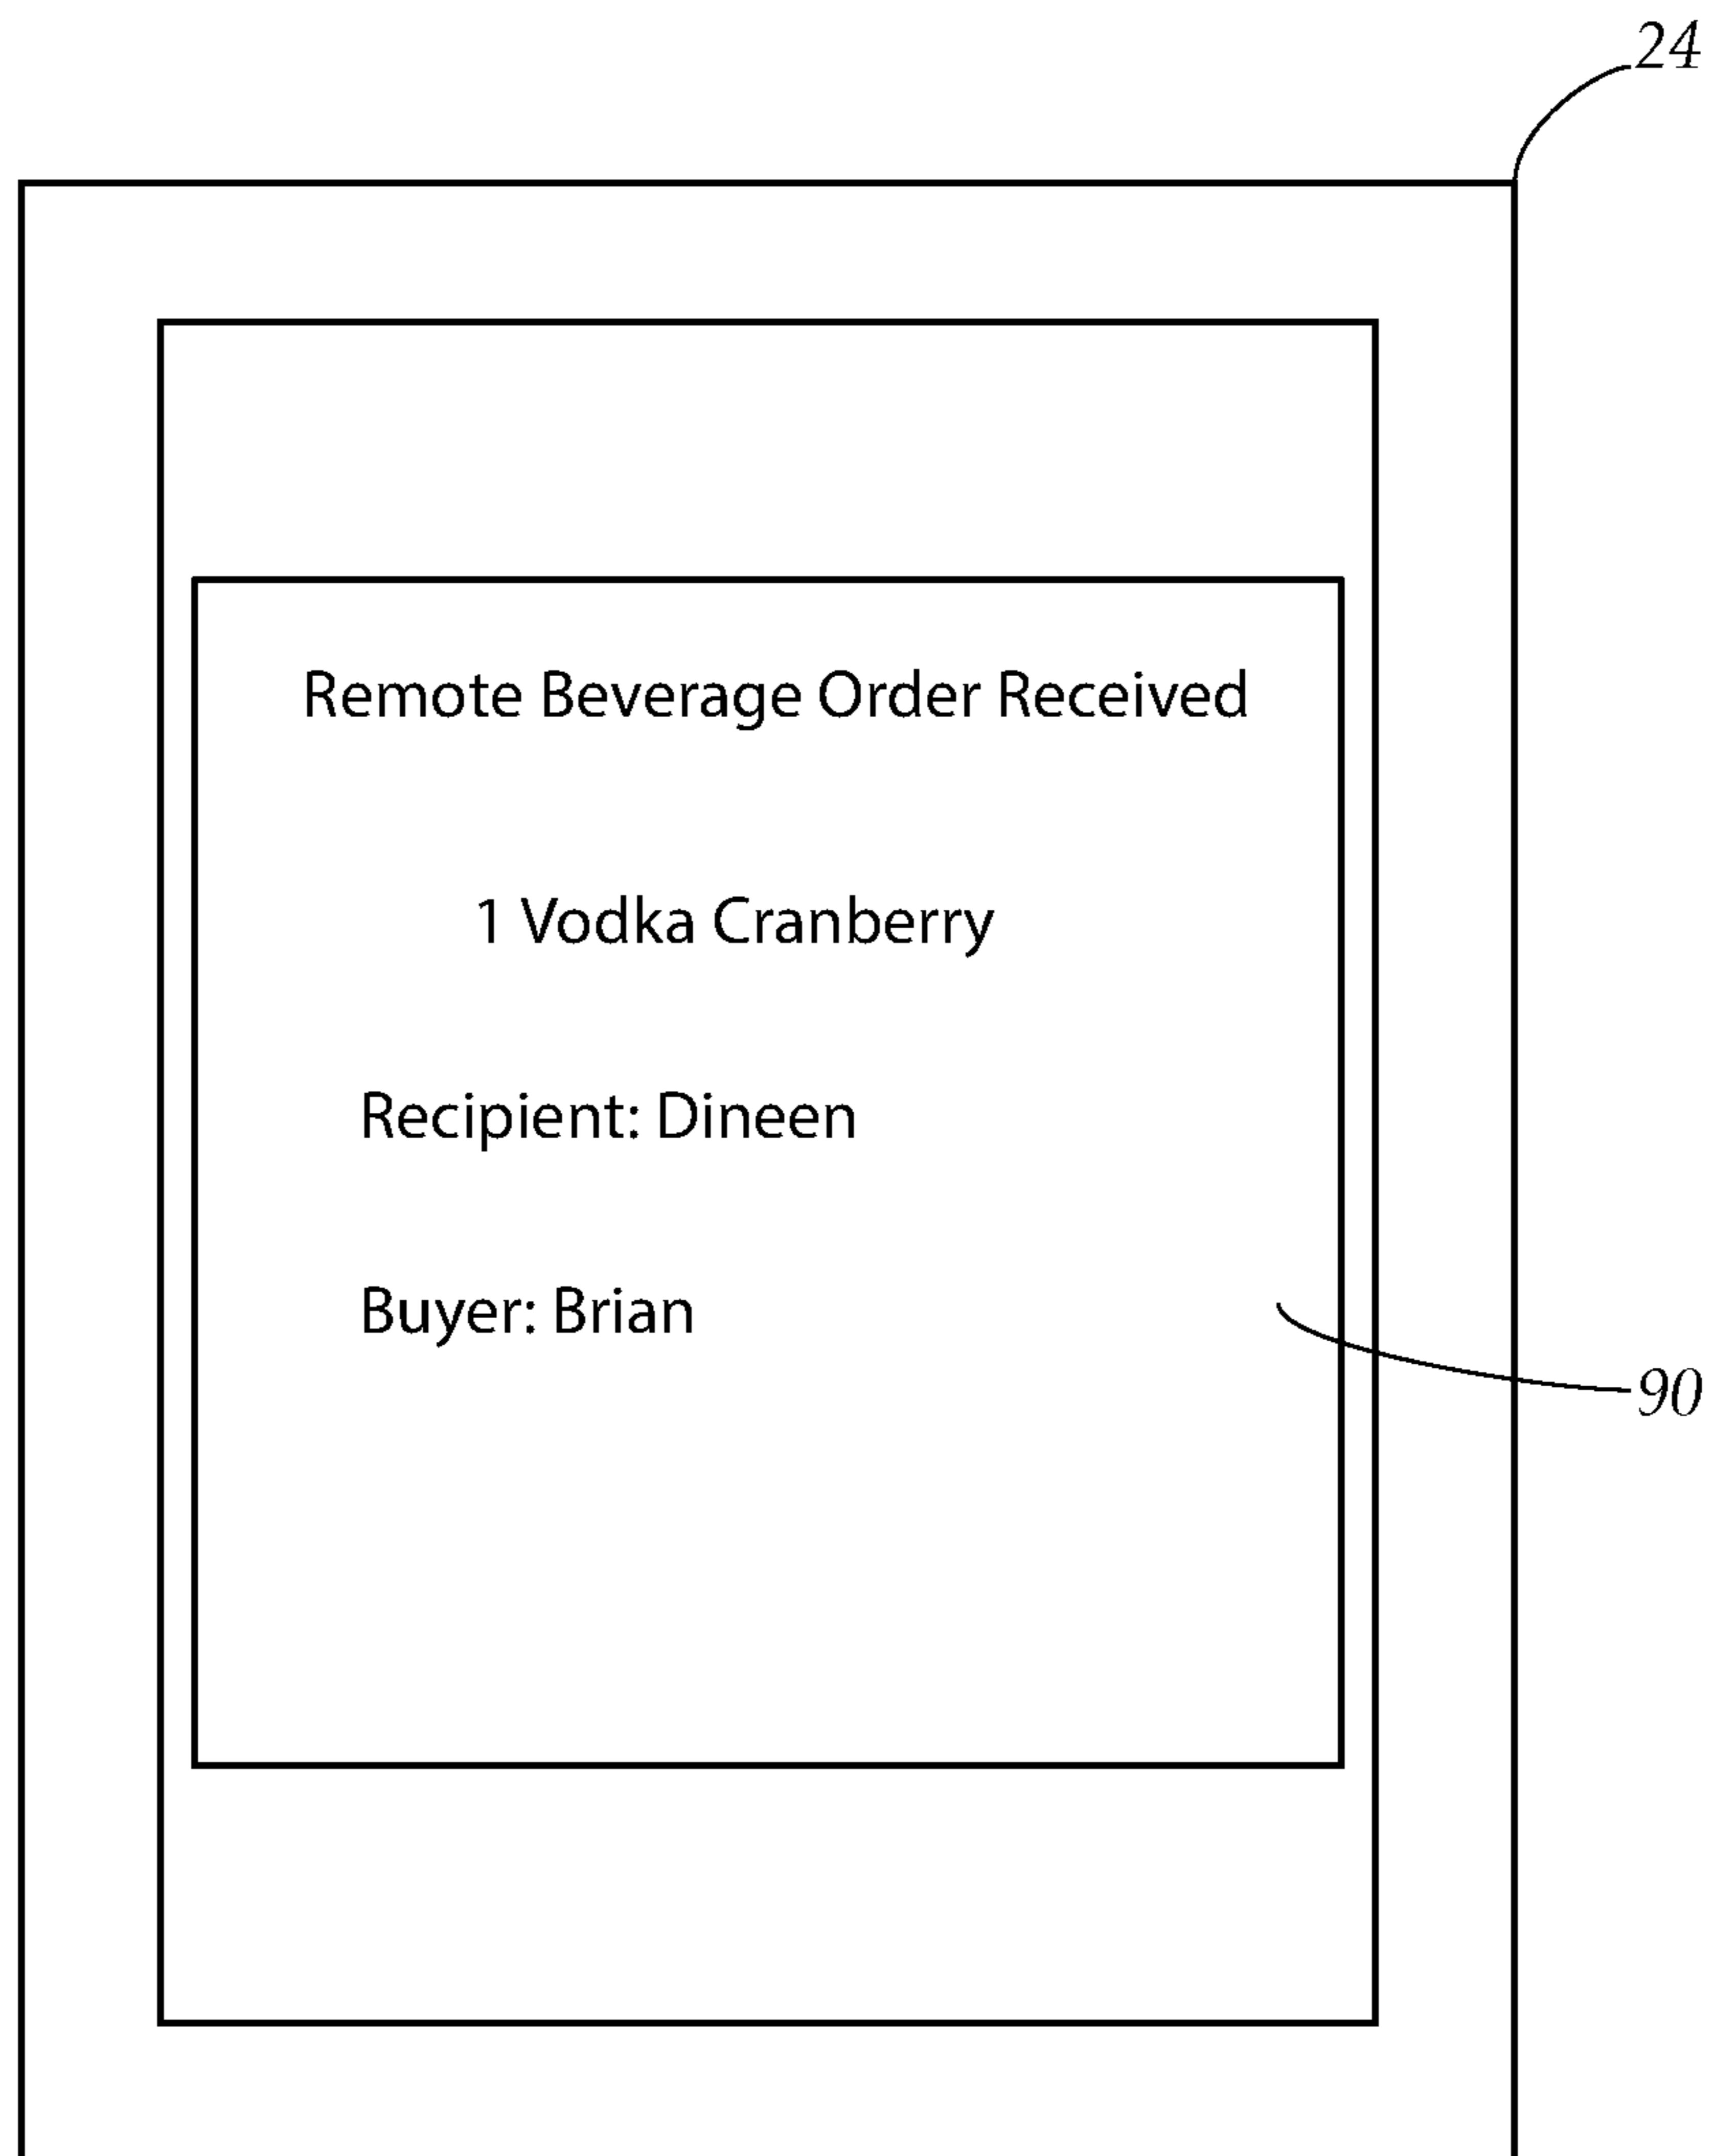 24
Remote Beverage Order Received
1 Vodka Cranberry
Recipient: Dineen
Buyer: Brian
90